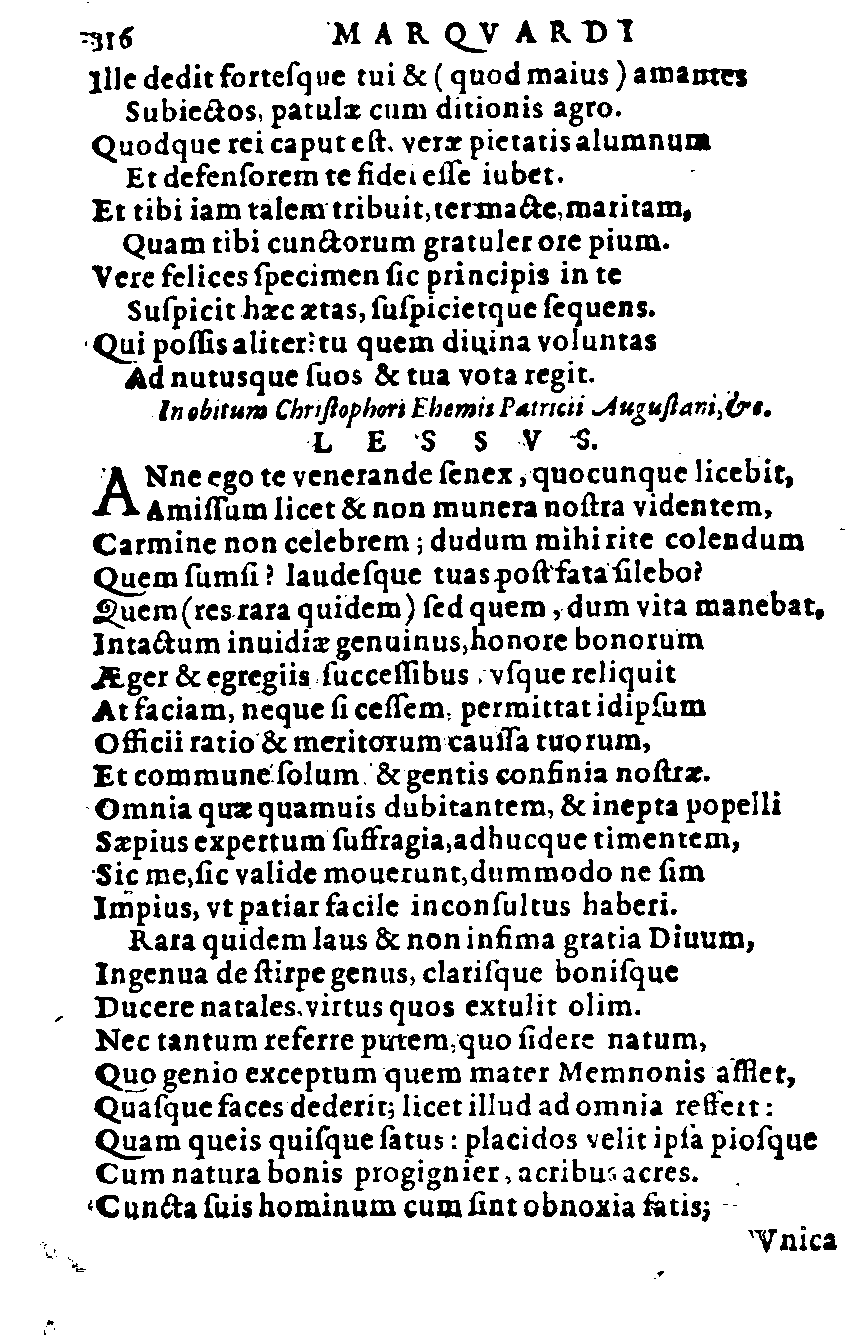 316 MARQVARDI
Ille dedit forteſque tui & ( quod maius ) amantes
Subiectos, patulæ cum ditionis agro.
Quodque rei caput eſt. veræ pietatis alumnum
Et defenſorem te fidei eſſe iubet.
Et tibi iam talem tribuit, ter macte, maritam,
Quam tibi cunctorum gratuler ore pium.
Vere felices ſpecimen ſic principis in te
Suſpicit hæc ætas, ſuſpicietque ſequens.
Qui poſſis aliter? tu quem diuina voluntas
Ad nutusque ſuos & tua vota regit.
In obitum Chriſtophori Ehemii Patricii Auguſtani, &c.
L E S S V S.
ANne ego te venerande ſenex, quocunque licebit,
Amiſſum licet & non munera noſtra videntem,
Carmine non celebrem ; dudum mihi rite colendum
Quem ſumſi? laudeſque tuas poſt fata ſilebo?
Quem (res rara quidem) ſed quem, dum vita manebat,
Intactum inuidiæ genuinus, honore bonorum
Æger & egregiis ſucceſſibus, vſque reliquit
At faciam, neque ſi ceſſem, permittat idipſum
Officii ratio & meritorum cauſſa tuorum,
Et commune ſolum & gentis confinia noſtræ.
Omnia quæ quamuis dubitantem, & inepta popelli
Sæpius expertum ſuffragia, adhucque timentem,
Sic me, ſic valide mouerunt, dummodo ne ſim
Impius, vt patiar facile inconſultus haberi.
Rara quidem laus & non infima gratia Diuum,
Ingenua de ſtirpe genus, clariſque boniſque
Ducere natales. virtus quos extulit olim.
Nec tantum referre putem, quo ſidere natum,
Quo genio exceptum quem mater Memnonis afflet,
Quaſque faces dederit; licet illud ad omnia reffert :
Quam queis quiſque ſatus : placidos velit ipſa pioſque
Cum natura bonis progignier, acribus acres.
Cuncta ſuis hominum cum ſint obnoxia fatis;
Vnica